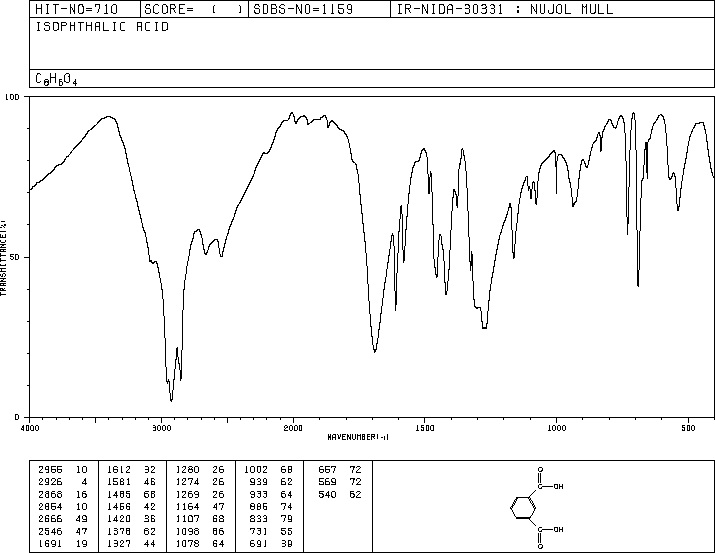 HIT-NO=710 SCORE= ( ) SDBS-NO=1159 IR-NIDA-30331 : NUJOL MULL
ISOPHTHALIC ACID
C8H6O4
100
50
0
TRANSMITTANCE(%)
4000 3000 2000 1500 1000 500
WAVENUMBER(-1)
2955 10 1612 32 1280 26 1002 68 657 72
2926 4 1581 46 1274 26 939 62 569 72
2868 16 1485 68 1269 26 933 64 540 62
2854 10 1456 42 1164 47 886 74
2666 49 1420 36 1107 68 833 79
2546 47 1378 62 1098 66 731 55
1691 19 1327 44 1078 64 691 39
O
C—OH
C—OH
O